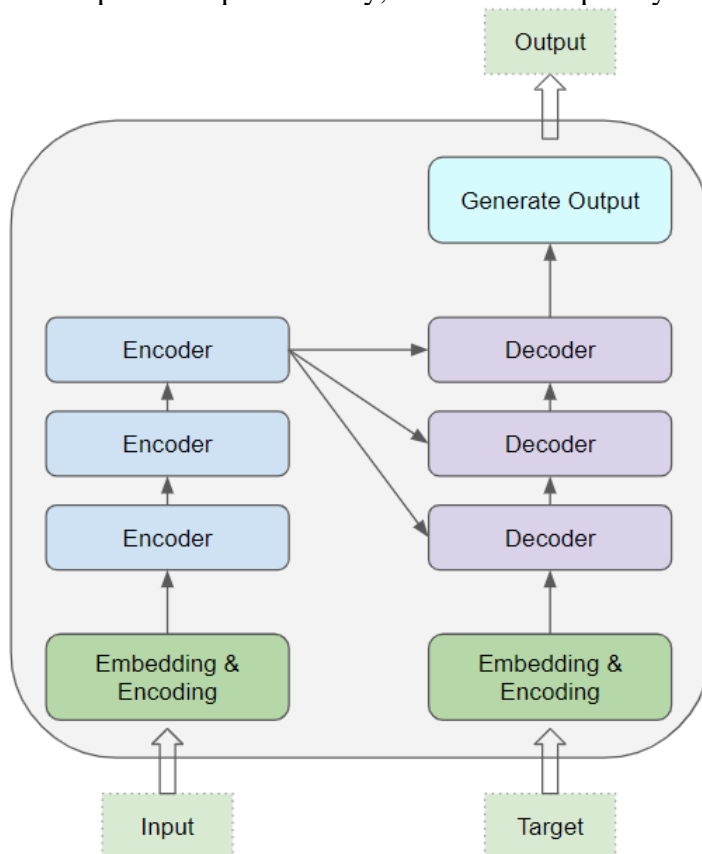 Output
Generate Output
Encoder
Decoder
Encoder
Decoder
Encoder
Decoder
Embedding &
Encoding
Embedding &
Encoding
Input
Target